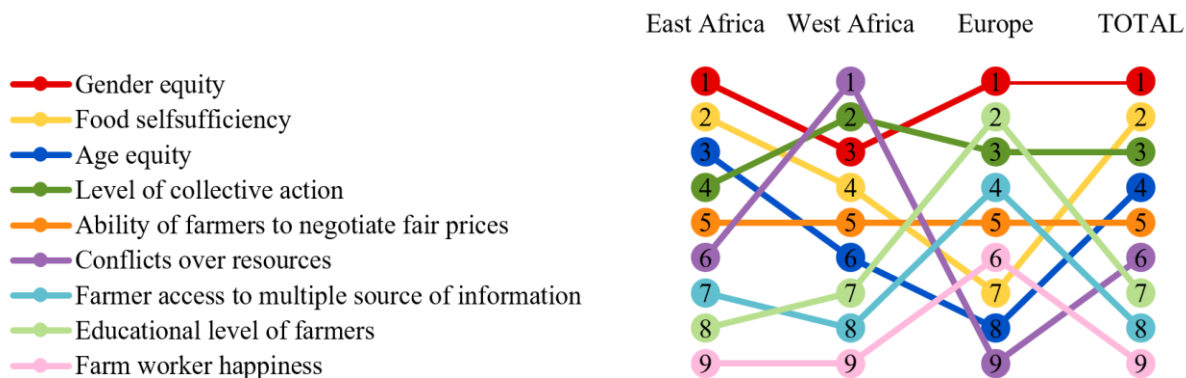 East Africa West Africa Europe TOTAL
Gender equity 1 3 1 1
Food selfsufficiency 2 4 7 2
Age equity 3 6 8 4
Level of collective action 4 2 3 3
Ability of farmers to negotiate fair prices 5 5 5 5
Conflicts over resources 6 1 9 6
Farmer access to multiple source of information 7 8 4 8
Educational level of farmers 8 7 2 7
Farm worker happiness 9 9 6 9